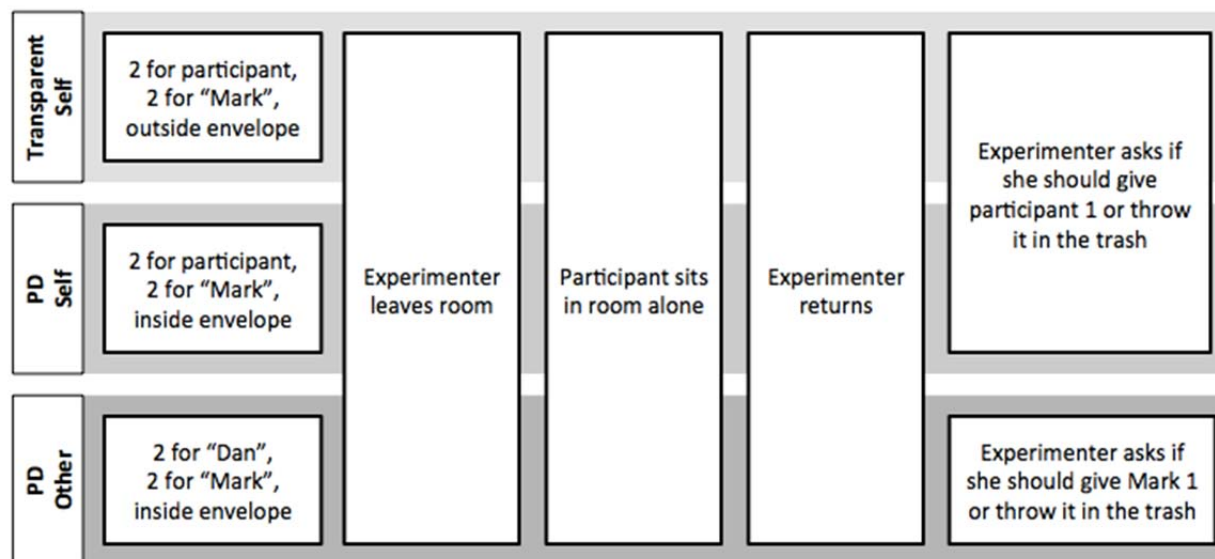 Transparent
Self
2 for participant,
2 for “Mark”,
outside envelope
PD
Self
2 for participant,
2 for “Mark”,
inside envelope
PD
Other
2 for “Dan”,
2 for “Mark”,
inside envelope
Experimenter
leaves room
Participant sits
in room alone
Experimenter
returns
Experimenter asks if
she should give
participant 1 or throw
it in the trash
Experimenter asks if
she should give Mark 1
or throw it in the trash